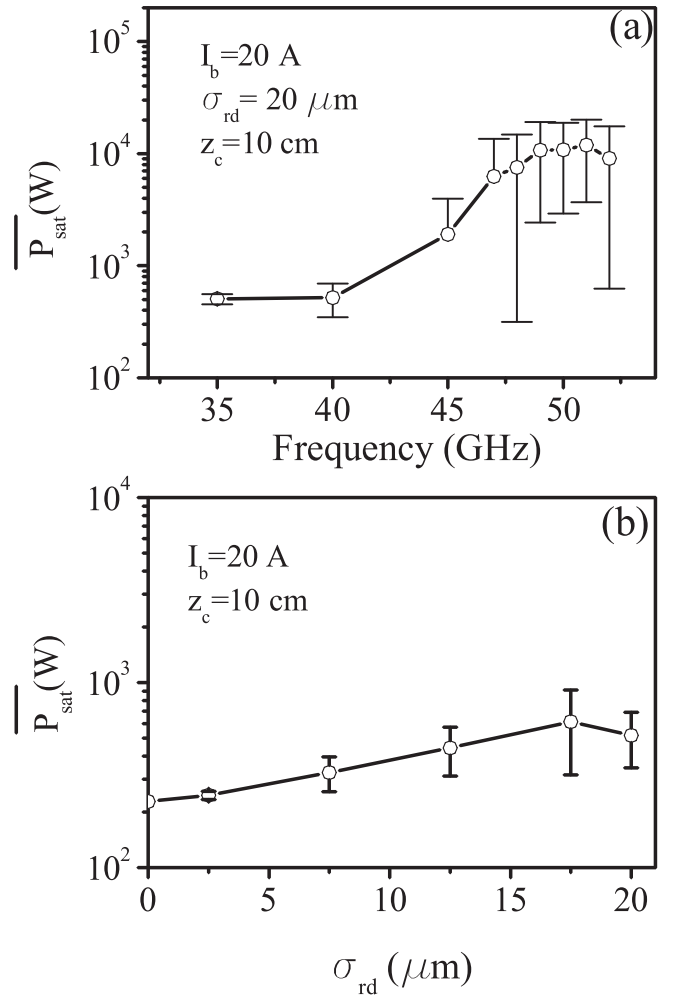 (a)
I_b=20 A
σ_rd= 20 μm
z_c=10 cm
10^5
10^4
10^3
10^2
P_sat(W)
35 40 45 50
Frequency (GHz)
(b)
I_b=20 A
z_c=10 cm
10^4
10^3
10^2
P_sat(W)
0 5 10 15 20
σ_rd (μm)